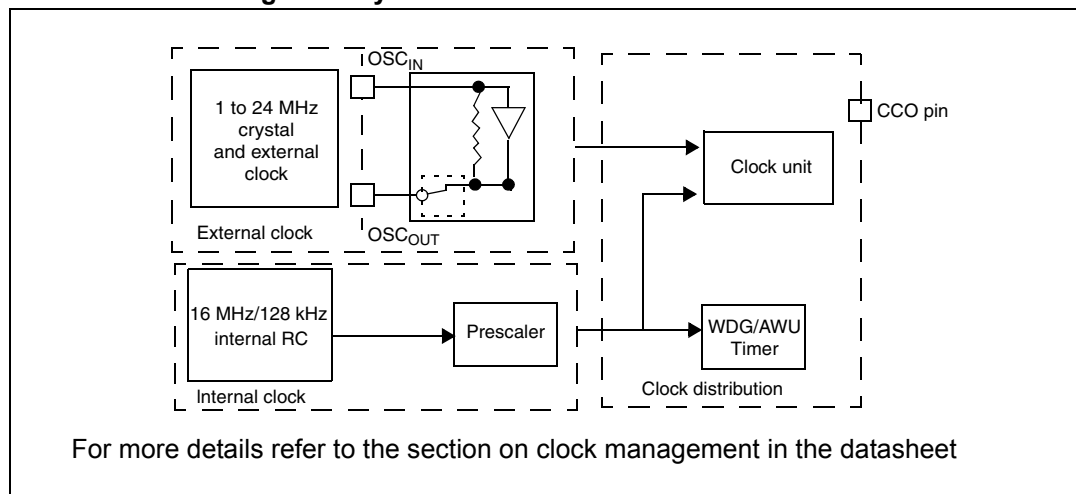 OSCIN
1 to 24 MHz
crystal
and external
clock
External clock
OSCOUT
16 MHz/128 kHz
internal RC
Internal clock
Prescaler
CCO pin
Clock unit
WDG/AWU
Timer
Clock distribution
For more details refer to the section on clock management in the datasheet